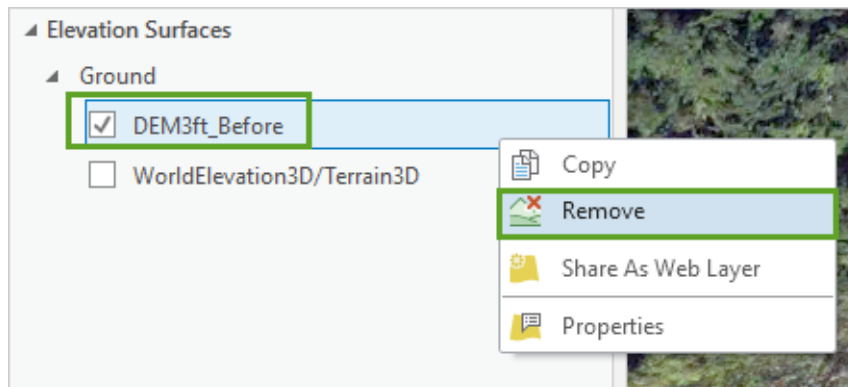 Elevation Surfaces
Ground
DEM3ft_Before
WorldElevation3D/Terrain3D
Copy
Remove
Share As Web Layer
Properties